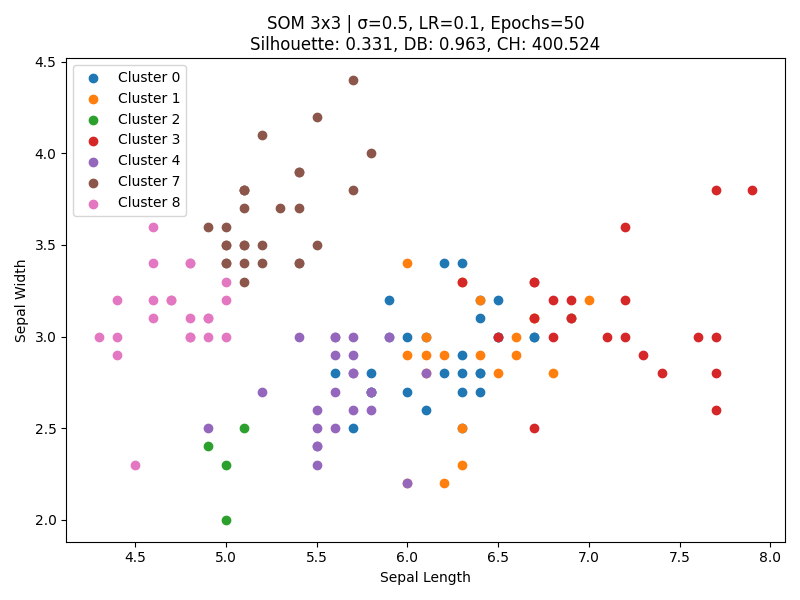 SOM 3x3 | σ=0.5, LR=0.1, Epochs=50
Silhouette: 0.331, DB: 0.963, CH: 400.524
Cluster 0
Cluster 1
Cluster 2
Cluster 3
Cluster 4
Cluster 7
Cluster 8
4.5
4.0
3.5
3.0
2.5
2.0
Sepal Width
4.5 5.0 5.5 6.0 6.5 7.0 7.5 8.0
Sepal Length